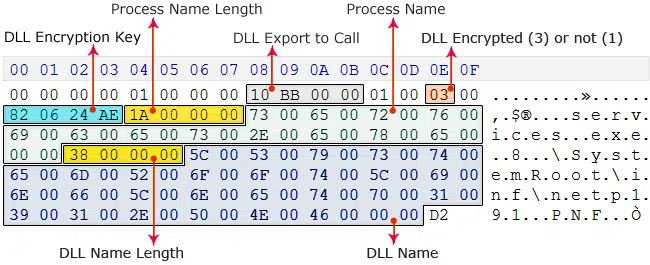 Process Name Length Process Name
DLL Encryption Key DLL Export to Call DLL Encrypted (3) or not (1)
00 01 02 03 04 05 06 07 08 09 0A 0B 0C 0D 0E 0F
00 00 00 00 01 00 00 00 10 BB 00 00 01 00 03 00 .........»......
82 06 24 AE 1A 00 00 00 73 00 65 00 72 00 76 00 ‚.$®....s.e.r.v.
69 00 63 00 65 00 73 00 2E 00 65 00 78 00 65 00 i.c.e.s...e.x.e.
00 00 38 00 00 00 5C 00 53 00 79 00 73 00 74 00 ..8...\.S.y.s.t.
65 00 6D 00 52 00 6F 00 6F 00 74 00 5C 00 69 00 e.m.R.o.o.t.\.i.
6E 00 66 00 5C 00 6E 00 65 00 74 00 70 00 31 00 n.f.\.n.e.t.p.1.
39 00 31 00 2E 00 50 00 4E 00 46 00 00 00 D2 9.1...P.N.F...Ò
DLL Name Length DLL Name